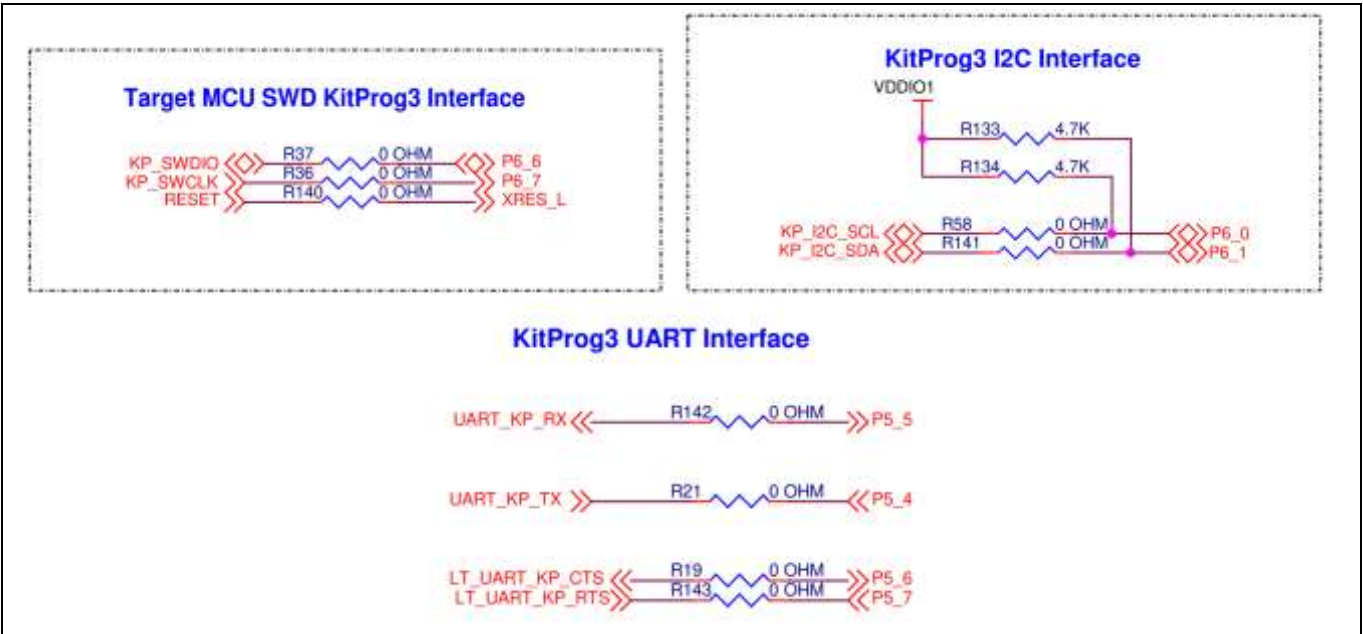 Target MCU SWD KitProg3 Interface
KP_SWDIO R37 0 OHM P6_6
KP_SWCLK R36 0 OHM P6_7
RESET R140 0 OHM XRES_L
KitProg3 I2C Interface
VDDIO1
R133 4.7K
R134 4.7K
KP_I2C_SCL R58 0 OHM P6_0
KP_I2C_SDA R141 0 OHM P6_1
KitProg3 UART Interface
UART_KP_RX R142 0 OHM P5_5
UART_KP_TX R21 0 OHM P5_4
LT_UART_KP_CTS R19 0 OHM P5_6
LT_UART_KP_RTS R143 0 OHM P5_7